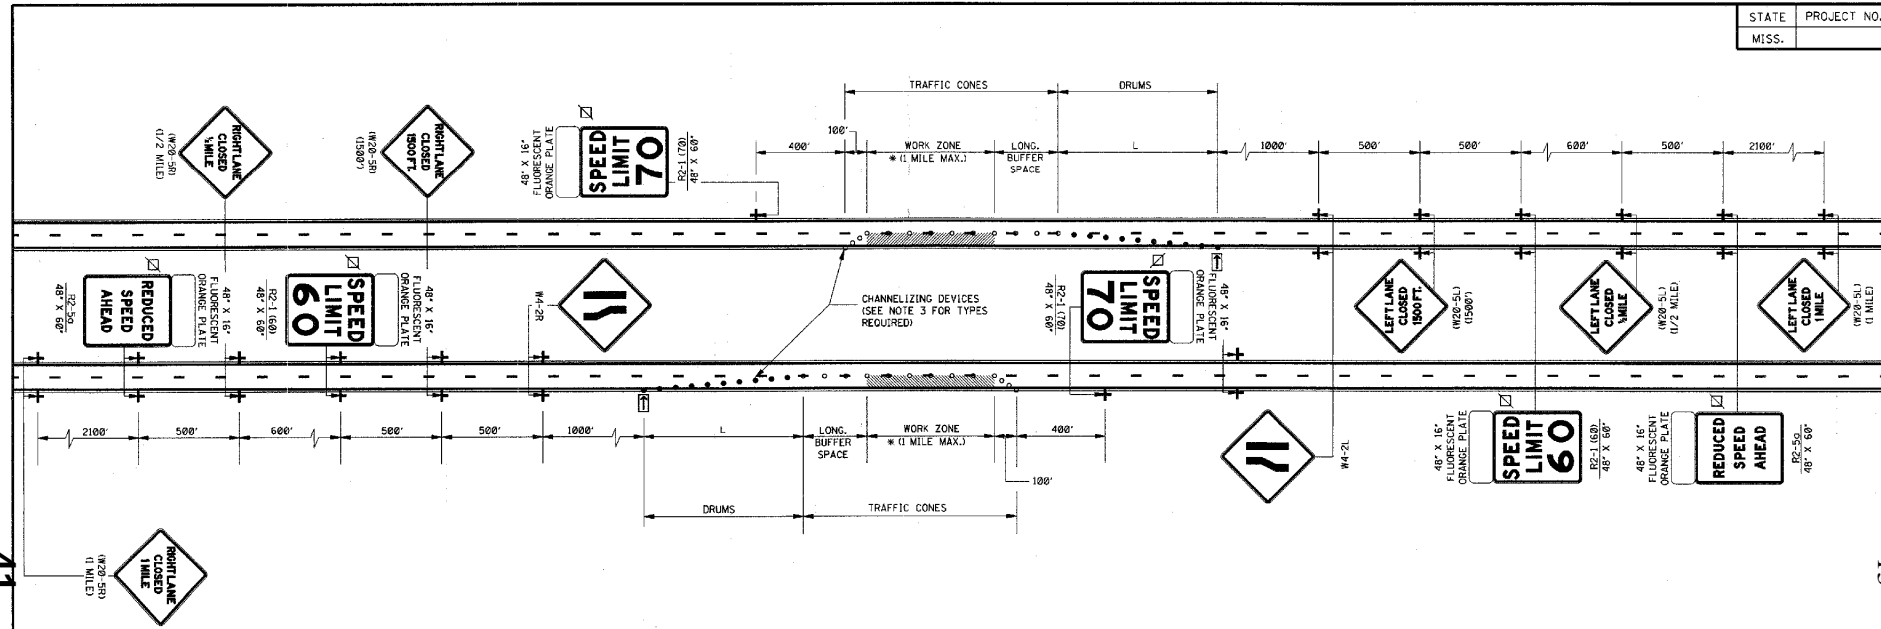 STATE PROJECT NO.
MISS.
TRAFFIC CONES
DRUMS
400'
100'
WORK ZONE
* (1 MILE MAX.)
LONG.
BUFFER
SPACE
L
1000'
500'
500'
600'
500'
2100'
RIGHT LANE
CLOSED
½ MILE
(W20-5R)
(1/2 MILE)
RIGHT LANE
CLOSED
1500 FT.
(W20-5R)
(1500')
48" X 16"
FLUORESCENT
ORANGE PLATE
SPEED
LIMIT
70
R2-1 (70)
48" X 60"
REDUCED
SPEED
AHEAD
R2-5a
48" X 60"
48" X 16"
FLUORESCENT
ORANGE PLATE
SPEED
LIMIT
60
R2-1 (60)
48" X 60"
48" X 16"
FLUORESCENT
ORANGE PLATE
W4-2R
CHANNELIZING DEVICES
(SEE NOTE 3 FOR TYPES
REQUIRED)
SPEED
LIMIT
70
R2-1 (70)
48" X 60"
48" X 16"
FLUORESCENT
ORANGE PLATE
LEFT LANE
CLOSED
1500 FT.
(W20-5L)
(1500')
LEFT LANE
CLOSED
½ MILE
(W20-5L)
(1/2 MILE)
LEFT LANE
CLOSED
1 MILE
(W20-5L)
(1 MILE)
2100'
500'
600'
500'
500'
1000'
L
LONG.
BUFFER
SPACE
WORK ZONE
* (1 MILE MAX.)
400'
100'
DRUMS
TRAFFIC CONES
W4-2L
48" X 16"
FLUORESCENT
ORANGE PLATE
SPEED
LIMIT
60
R2-1 (60)
48" X 60"
48" X 16"
FLUORESCENT
ORANGE PLATE
REDUCED
SPEED
AHEAD
R2-5a
48" X 60"
RIGHT LANE
CLOSED
1 MILE
(W20-5R)
(1 MILE)